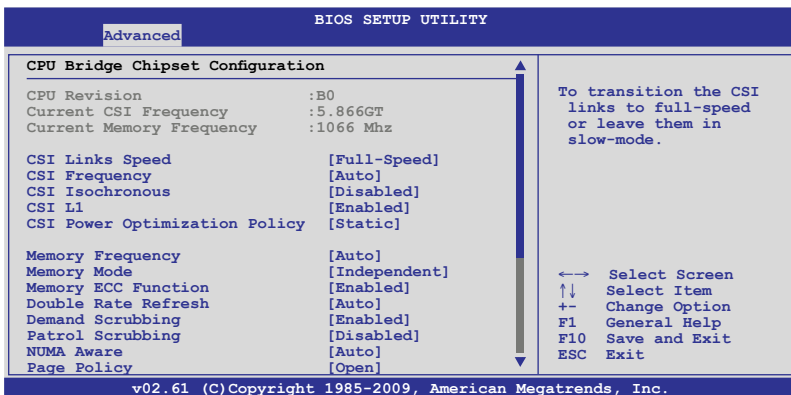 BIOS SETUP UTILITY
Advanced
CPU Bridge Chipset Configuration
CPU Revision :B0
Current CSI Frequency :5.866GT
Current Memory Frequency :1066 Mhz
CSI Links Speed [Full-Speed]
CSI Frequency [Auto]
CSI Isochronous [Disabled]
CSI L1 [Enabled]
CSI Power Optimization Policy [Static]
Memory Frequency [Auto]
Memory Mode [Independent]
Memory ECC Function [Enabled]
Double Rate Refresh [Auto]
Demand Scrubbing [Enabled]
Patrol Scrubbing [Disabled]
NUMA Aware [Auto]
Page Policy [Open]
To transition the CSI
links to full-speed
or leave them in
slow-mode.
←→ Select Screen
↑↓ Select Item
+- Change Option
F1 General Help
F10 Save and Exit
ESC Exit
v02.61 (C)Copyright 1985-2009, American Megatrends, Inc.